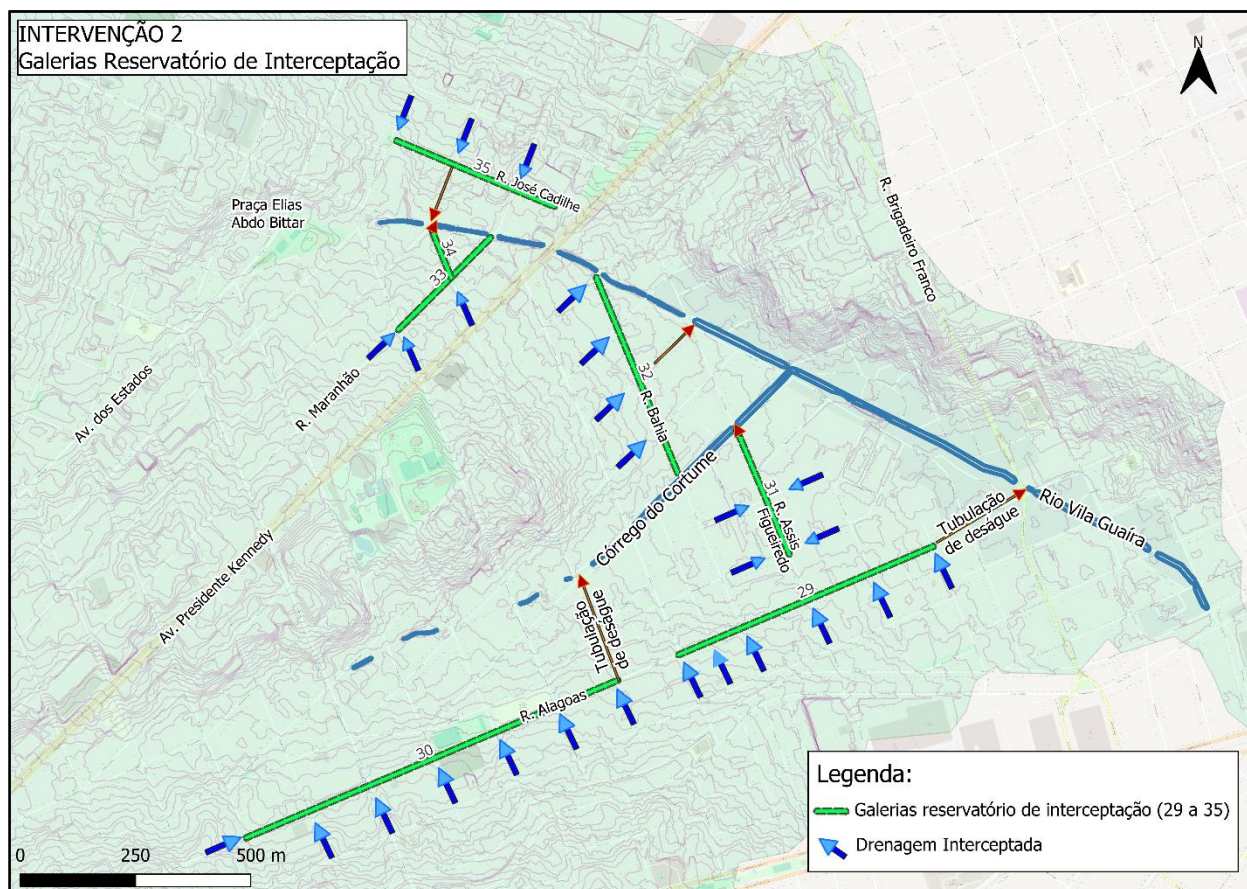 INTERVENÇÃO 2
Galerias Reservatório de Interceptação
N
35
R. José Cadilhe
Praça Elias
Abdo Bittar
34
33
R. Maranhão
Av. dos Estados
R. Brigadeiro Franco
32
R. Bahia
Av. Presidente Kennedy
Córrego do Cortume
31
R. Assis
Figueiredo
Tubulação
de deságue
Rio Vila Guaíra
29
Tubulação
de deságue
R. Alagoas
30
Legenda:
Galerias reservatório de interceptação (29 a 35)
Drenagem Interceptada
0
250
500 m